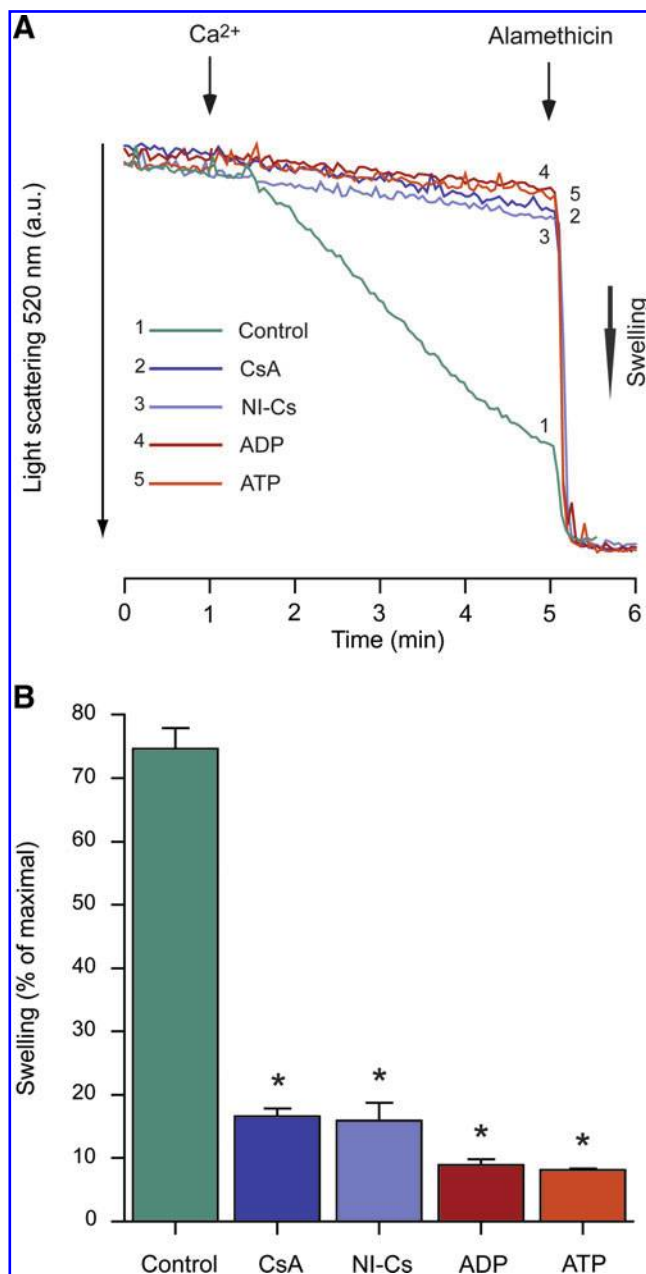 A
Ca2+ Alamethicin
Light scattering 520 nm (a.u.)
4
5
2
3
1
Swelling
1 Control
2 CsA
3 NI-Cs
4 ADP
5 ATP
0 1 2 3 4 5 6
Time (min)
B
Swelling (% of maximal)
80
70
60
50
40
30
20
10
0
* * * *
Control CsA NI-Cs ADP ATP